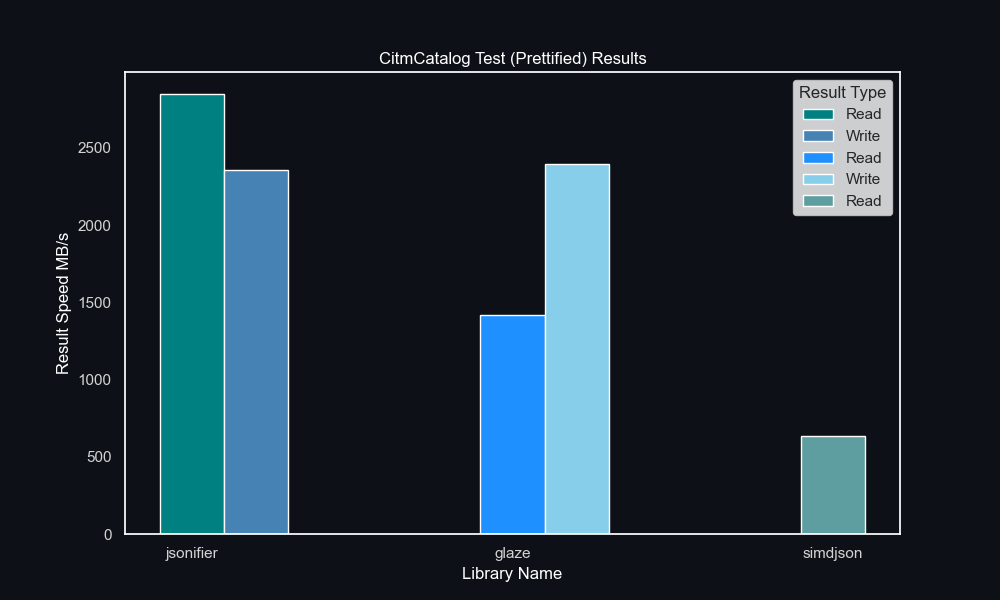 CitmCatalog Test (Prettified) Results
Result Type
Read
Write
Read
Write
Read
Result Speed MB/s
2500
2000
1500
1000
500
0
jsonifier
glaze
simdjson
Library Name